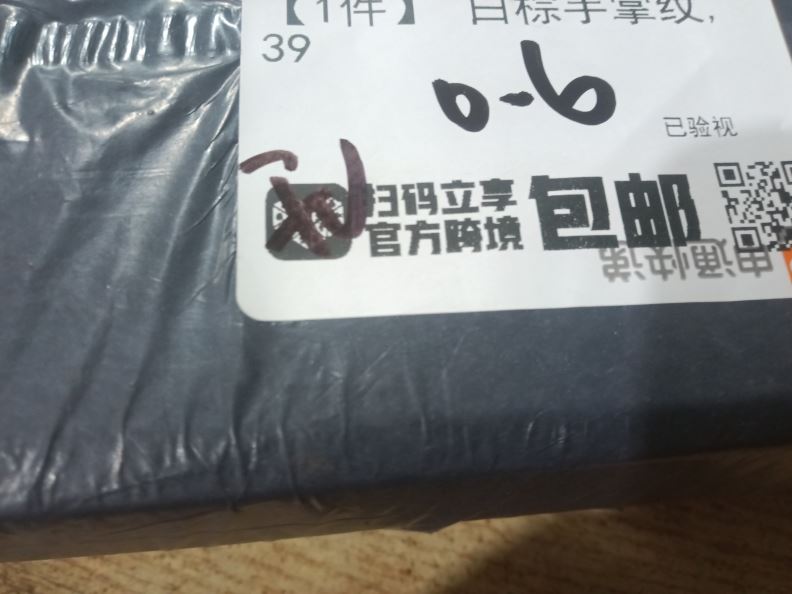 【1件】 白棕手掌纹,
39
0-6
已验视
扫码立享
官方跨境
包邮
申通快递